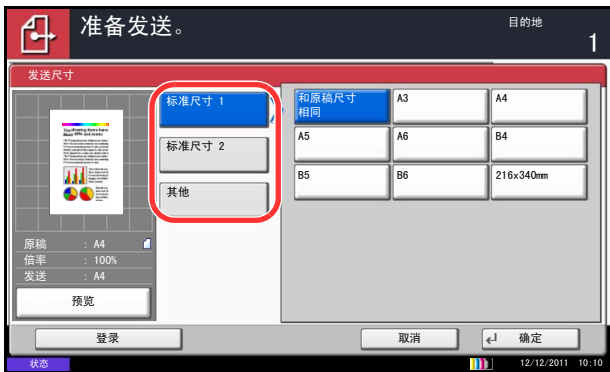 准备发送。
目的地
1
发送尺寸
标准尺寸 1
标准尺寸 2
其他
和原稿尺寸
相同
A3
A4
A5
A6
B4
B5
B6
216x340mm
原稿 : A4
倍率 : 100%
发送 : A4
预览
登录
取消
确定
状态
12/12/2011 10:10